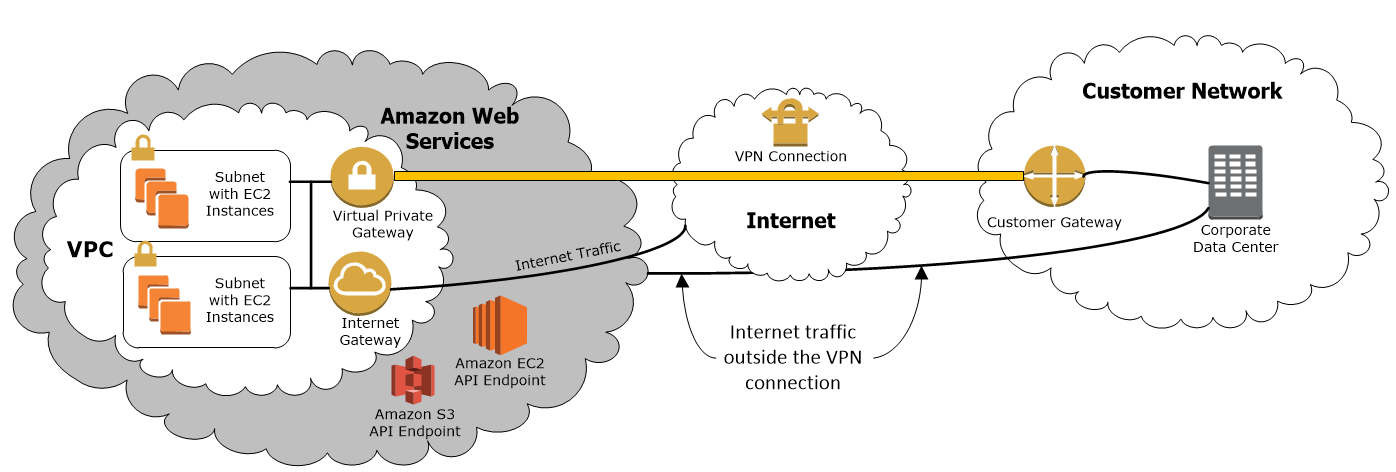 Amazon Web
Services
Customer Network
VPN Connection
Subnet
with EC2
Instances
Virtual Private
Gateway
Internet
Customer Gateway
Corporate
Data Center
VPC
Internet Traffic
Subnet
with EC2
Instances
Internet
Gateway
Internet traffic
outside the VPN
connection
Amazon EC2
API Endpoint
Amazon S3
API Endpoint